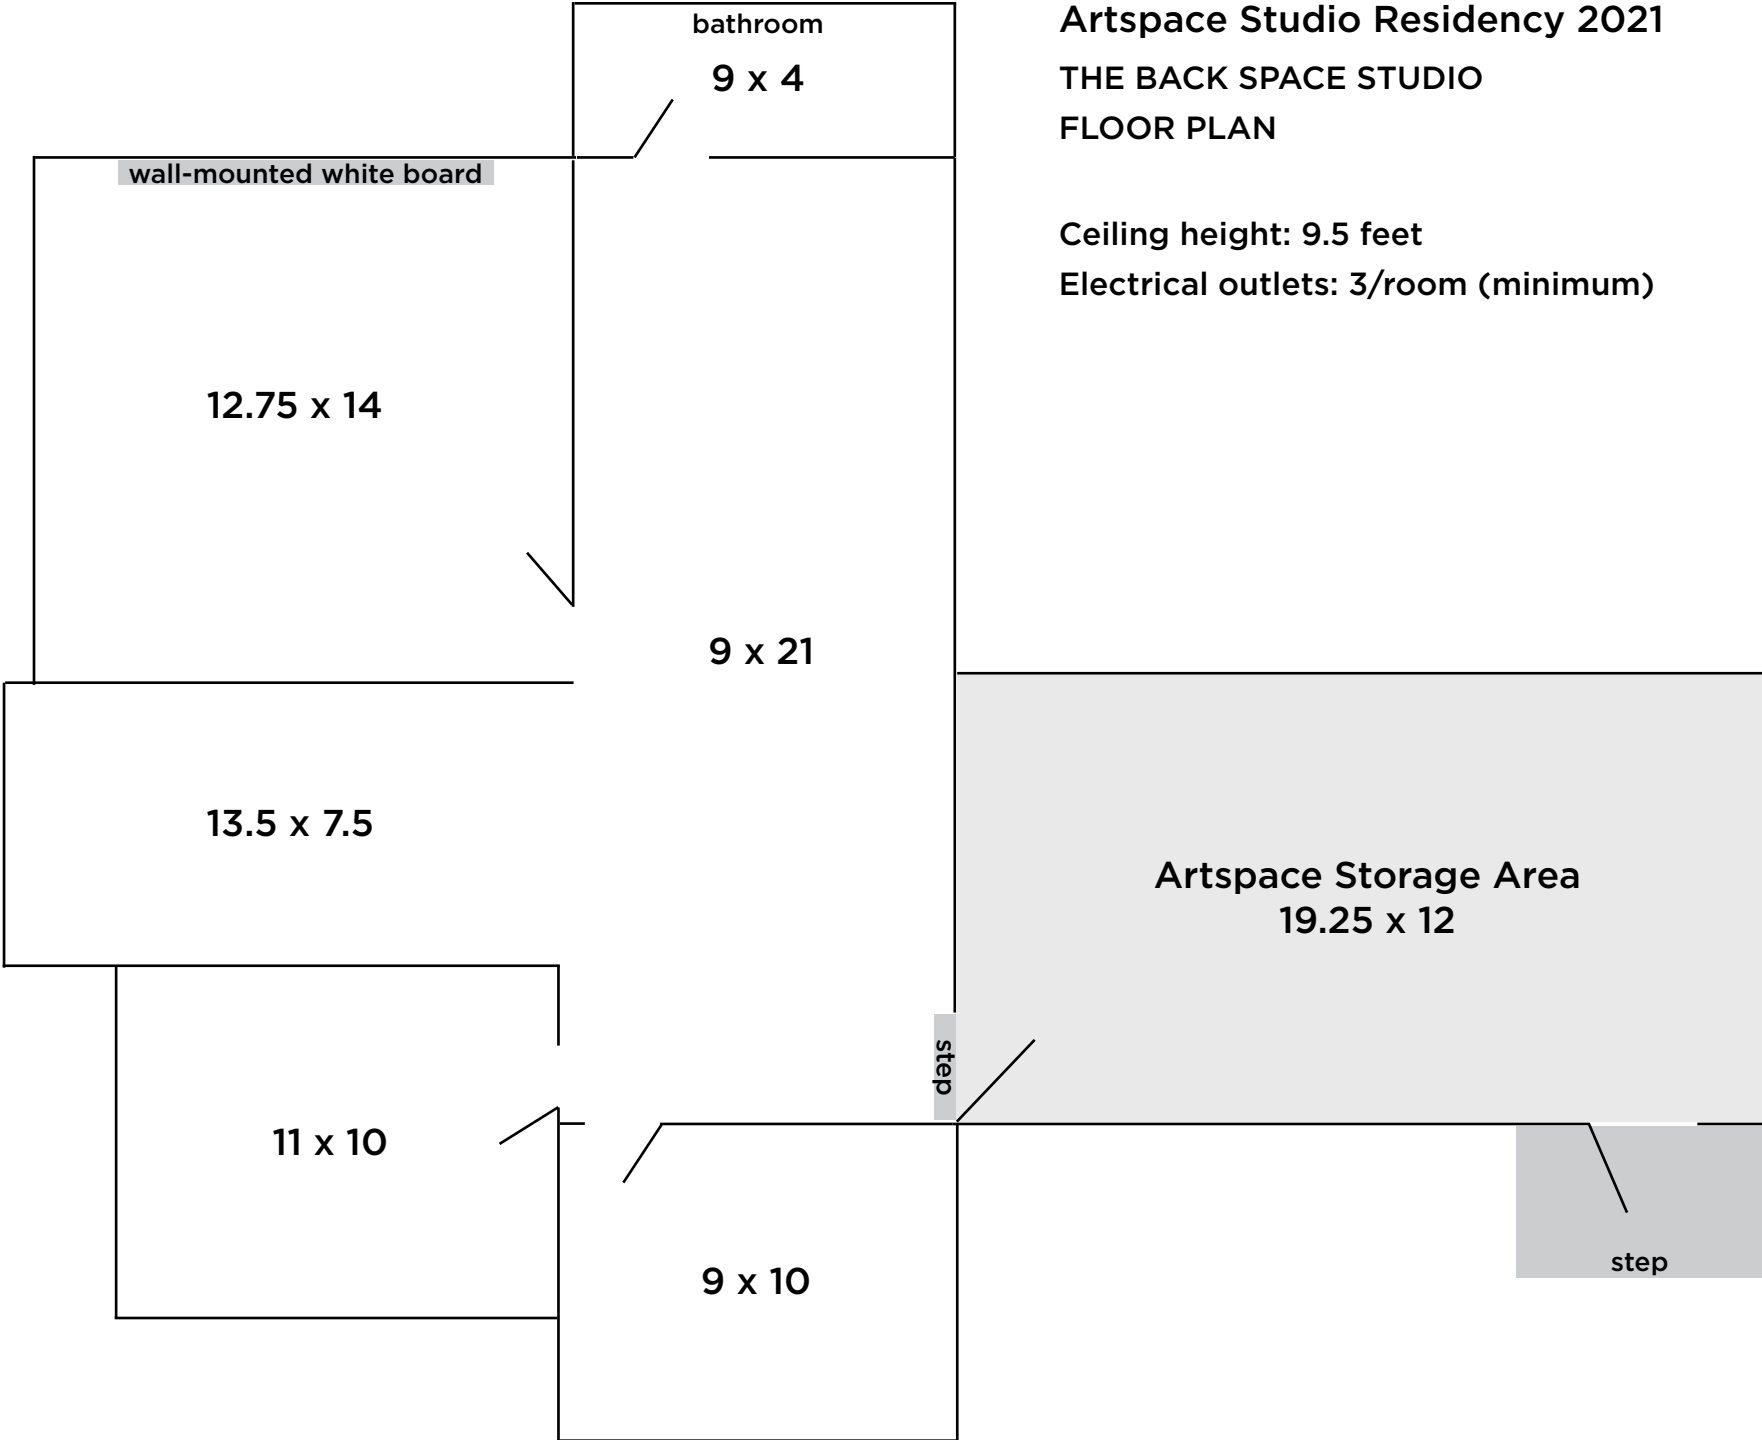 Artspace Studio Residency 2021
THE BACK SPACE STUDIO
FLOOR PLAN
Ceiling height: 9.5 feet
Electrical outlets: 3/room (minimum)
bathroom
9 x 4
wall-mounted white board
12.75 x 14
9 x 21
13.5 x 7.5
Artspace Storage Area
19.25 x 12
step
11 x 10
9 x 10
step